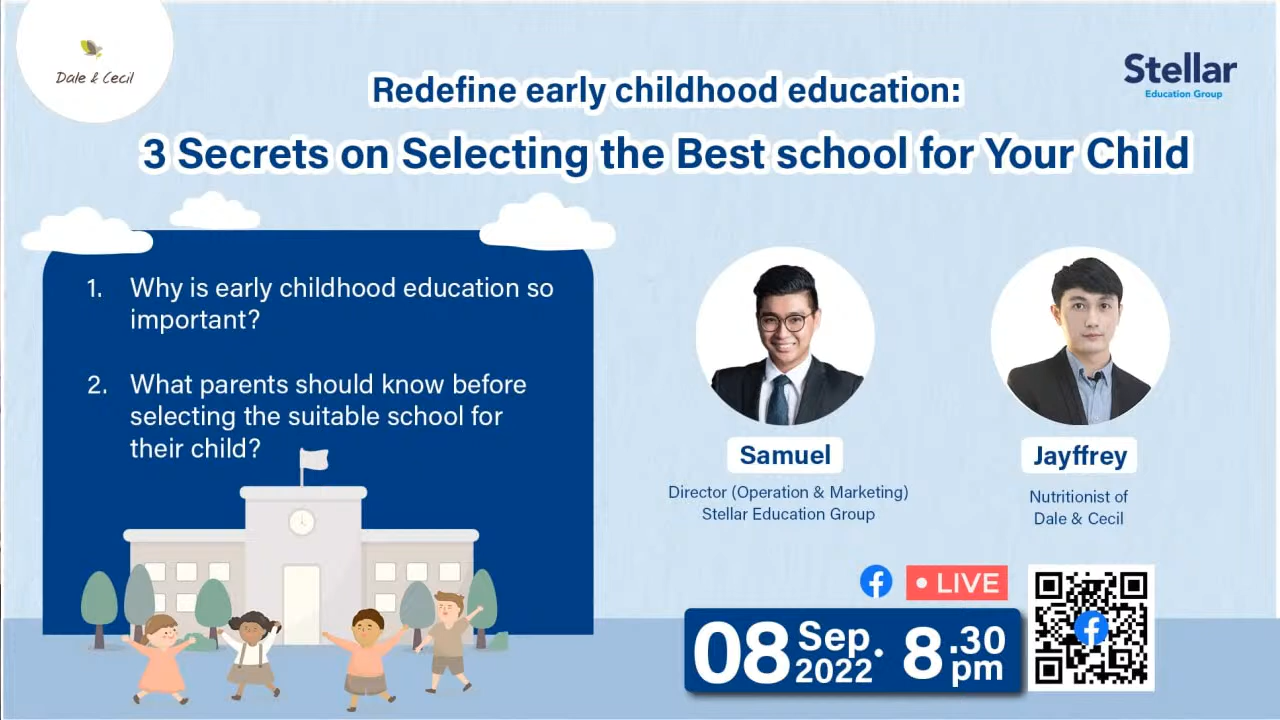 Dale & Cecil
Stellar
Education Group
Redefine early childhood education:
3 Secrets on Selecting the Best school for Your Child
1. Why is early childhood education so
important?
2. What parents should know before
selecting the suitable school for
their child?
Samuel
Director (Operation & Marketing)
Stellar Education Group
Jayffrey
Nutritionist of
Dale & Cecil
LIVE
08 Sep. 2022 8.30 pm